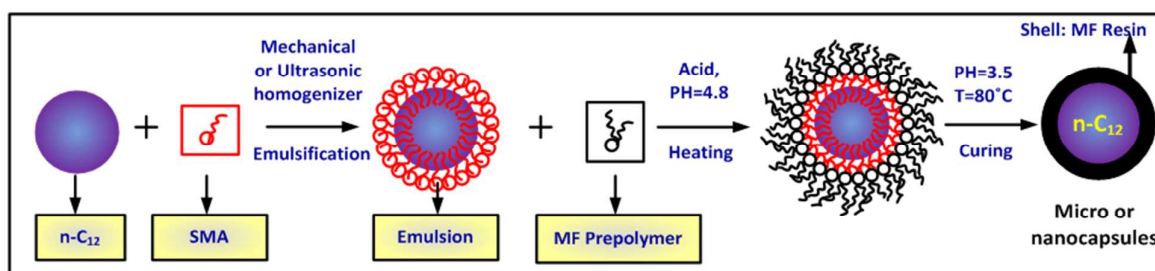 Mechanical
or Ultrasonic
homogenizer
Emulsification
Acid,
PH=4.8
Heating
PH=3.5
T=80˚C
Curing
Shell: MF Resin
n-C₁₂
Micro or
nanocapsules
+
+
n-C₁₂
SMA
Emulsion
MF Prepolymer